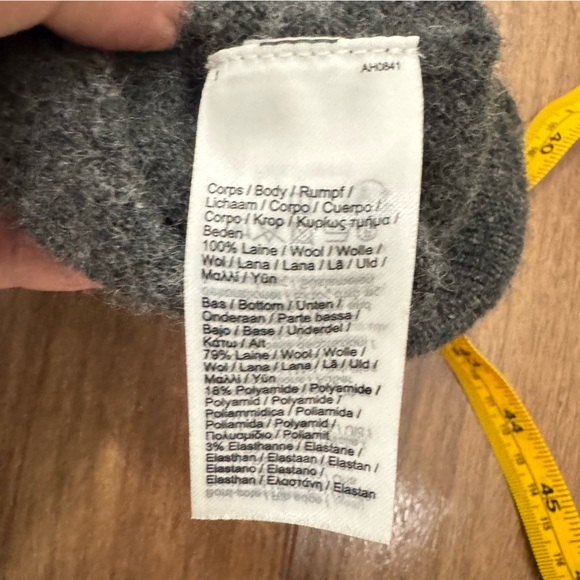 AH0841
Corps / Body / Rumpf /
Lichaam / Corpo / Cuerpo /
Corpo / Krop / Κυρίως τμήμα /
Beden
100% Laine / Wool / Wolle /
Wol / Lana / Lana / Lã / Uld /
Μαλλί / Yün
Bas / Bottom / Unten /
Onderaan / Parte bassa /
Bajo / Base / Underdel /
Κάτω / Alt
79% Laine / Wool / Wolle /
Wol / Lana / Lana / Lã / Uld /
Μαλλί / Yün
18% Polyamide / Polyamide /
Polyamid / Polyamide /
Poliammidica / Poliamida /
Poliamida / Polyamid /
Πολυαμίδιο / Poliamit
3% Elasthanne / Elastane /
Elasthan / Elastaan / Elastan /
Elastano / Elastano /
Elasthan / Ελαστάνη / Elastan
40
44
45